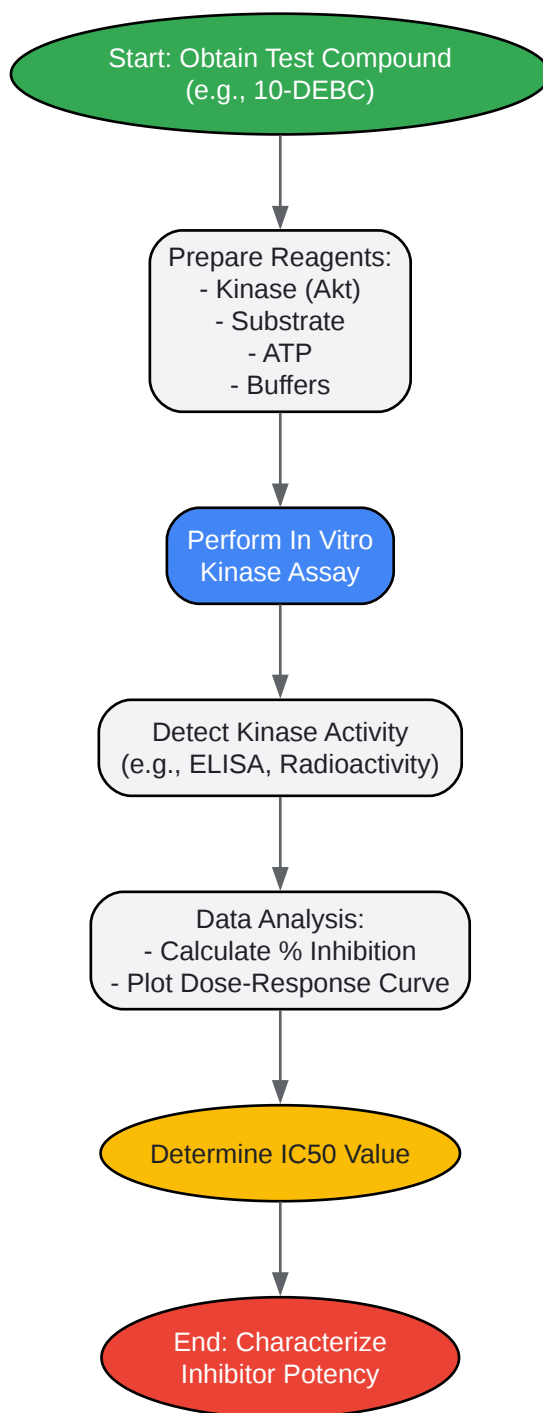 Start: Obtain Test Compound
(e.g., 10-DEBC)
Prepare Reagents:
- Kinase (Akt)
- Substrate
- ATP
- Buffers
Perform In Vitro
Kinase Assay
Detect Kinase Activity
(e.g., ELISA, Radioactivity)
Data Analysis:
- Calculate % Inhibition
- Plot Dose-Response Curve
Determine IC50 Value
End: Characterize
Inhibitor Potency